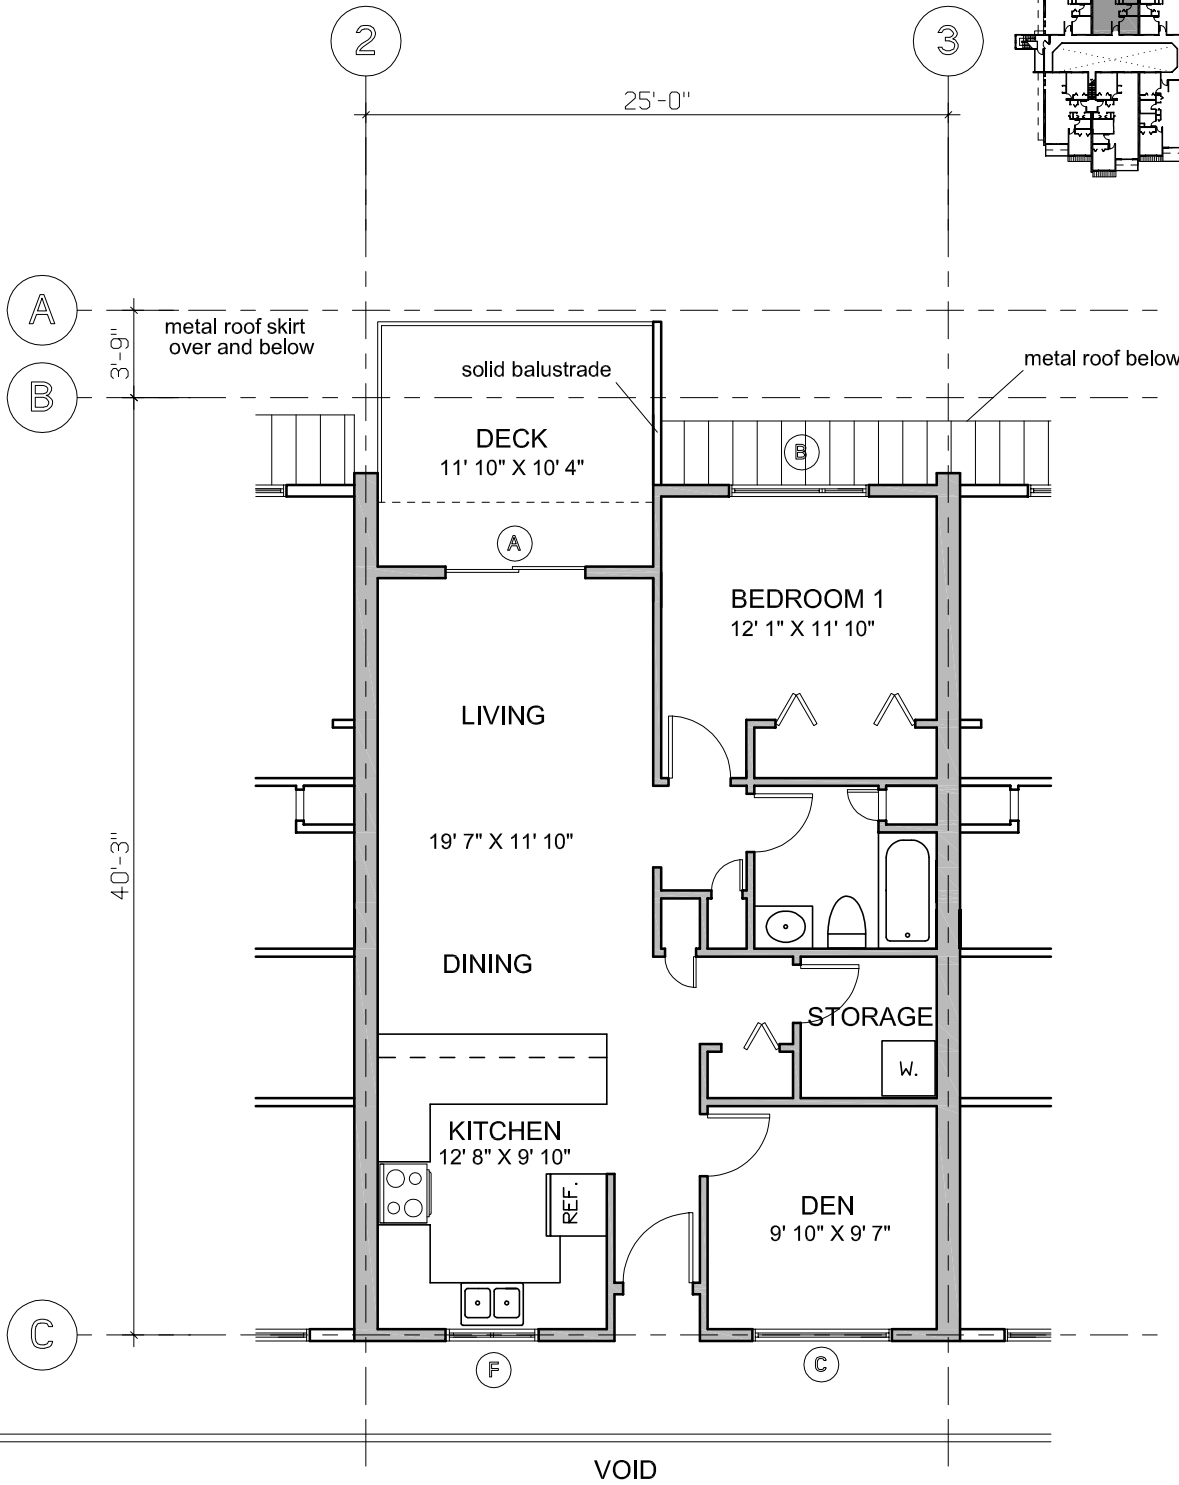 2
3
25'-0"
A
metal roof skirt
over and below
3'-9"
B
solid balustrade
metal roof below
DECK
11' 10" X 10' 4"
B
A
BEDROOM 1
12' 1" X 11' 10"
LIVING
19' 7" X 11' 10"
40'-3"
DINING
STORAGE
W.
KITCHEN
12' 8" X 9' 10"
REF.
DEN
9' 10" X 9' 7"
C
F
C
VOID